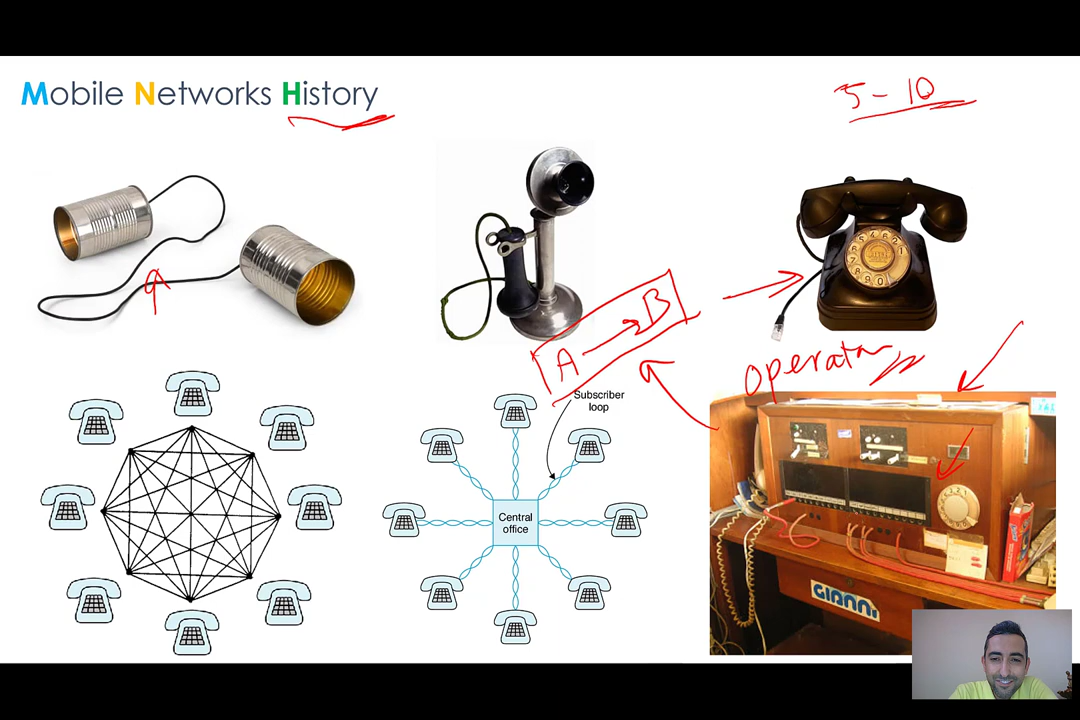 Mobile Networks History
5 - 10
A → B
operator
Subscriber
loop
Central
office
GIANNI